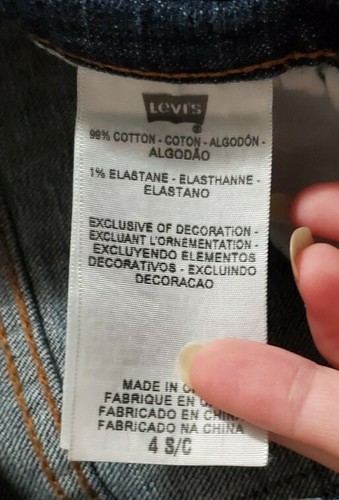 Levi's
®
99% COTTON - COTON - ALGODÓN -
ALGODÃO
1% ELASTANE - ELASTHANNE -
ELASTANO
EXCLUSIVE OF DECORATION -
EXCLUANT L'ORNÉMENTATION -
EXCLUYENDO ELEMENTOS
DECORATIVOS - EXCLUINDO
DECORACAO
MADE IN
FABRIQUE EN
FABRICADO EN CHINA
FABRICADO NA CHINA
4 S/C